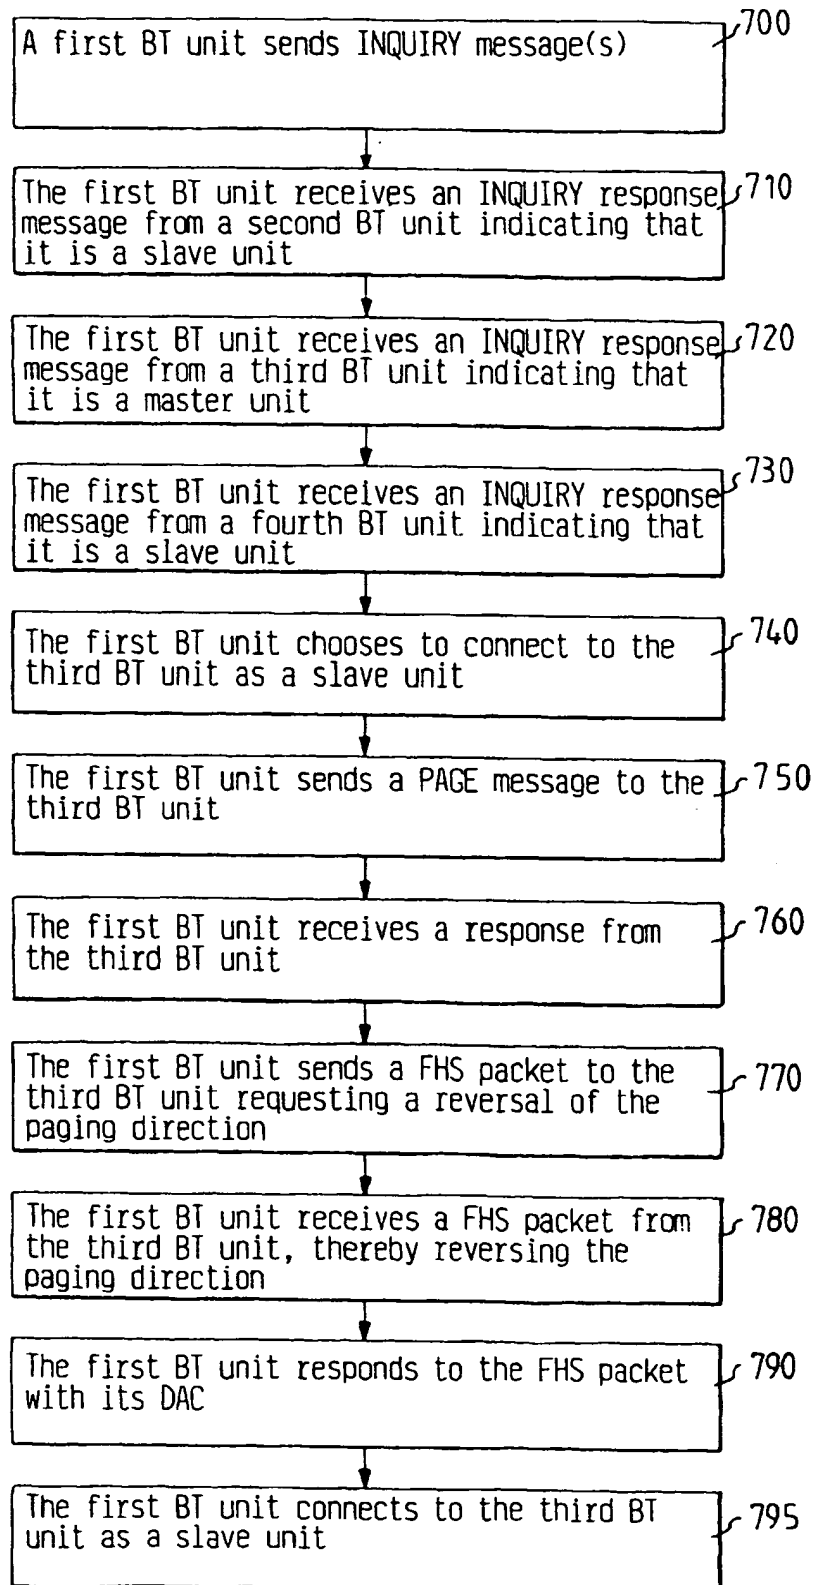 700
A first BT unit sends INQUIRY message(s)
The first BT unit receives an INQUIRY response
710
message from a second BT unit indicating that
it is a slave unit
The first BT unit receives an INQUIRY response
720
message from a third BT unit indicating that
it is a master unit
730
The first BT unit receives an INQUIRY response
message from a fourth BT unit indicating that
it is a slave unit
740
The first BT unit chooses to connect to the
third BT unit as a slave unit
The first BT unit sends a PAGE message to the
750
third BT unit
760
The first BT unit receives a response from
the third BT unit
The first BT unit sends a FHS packet to the
770
third BT unit requesting a reversal of the
paging direction
The first BT unit receives a FHS packet from
780
the third BT unit, thereby reversing the
paging direction
The first BT unit responds to the FHS packet
790
with its DAC
The first BT unit connects to the third BT
795
unit as a slave unit